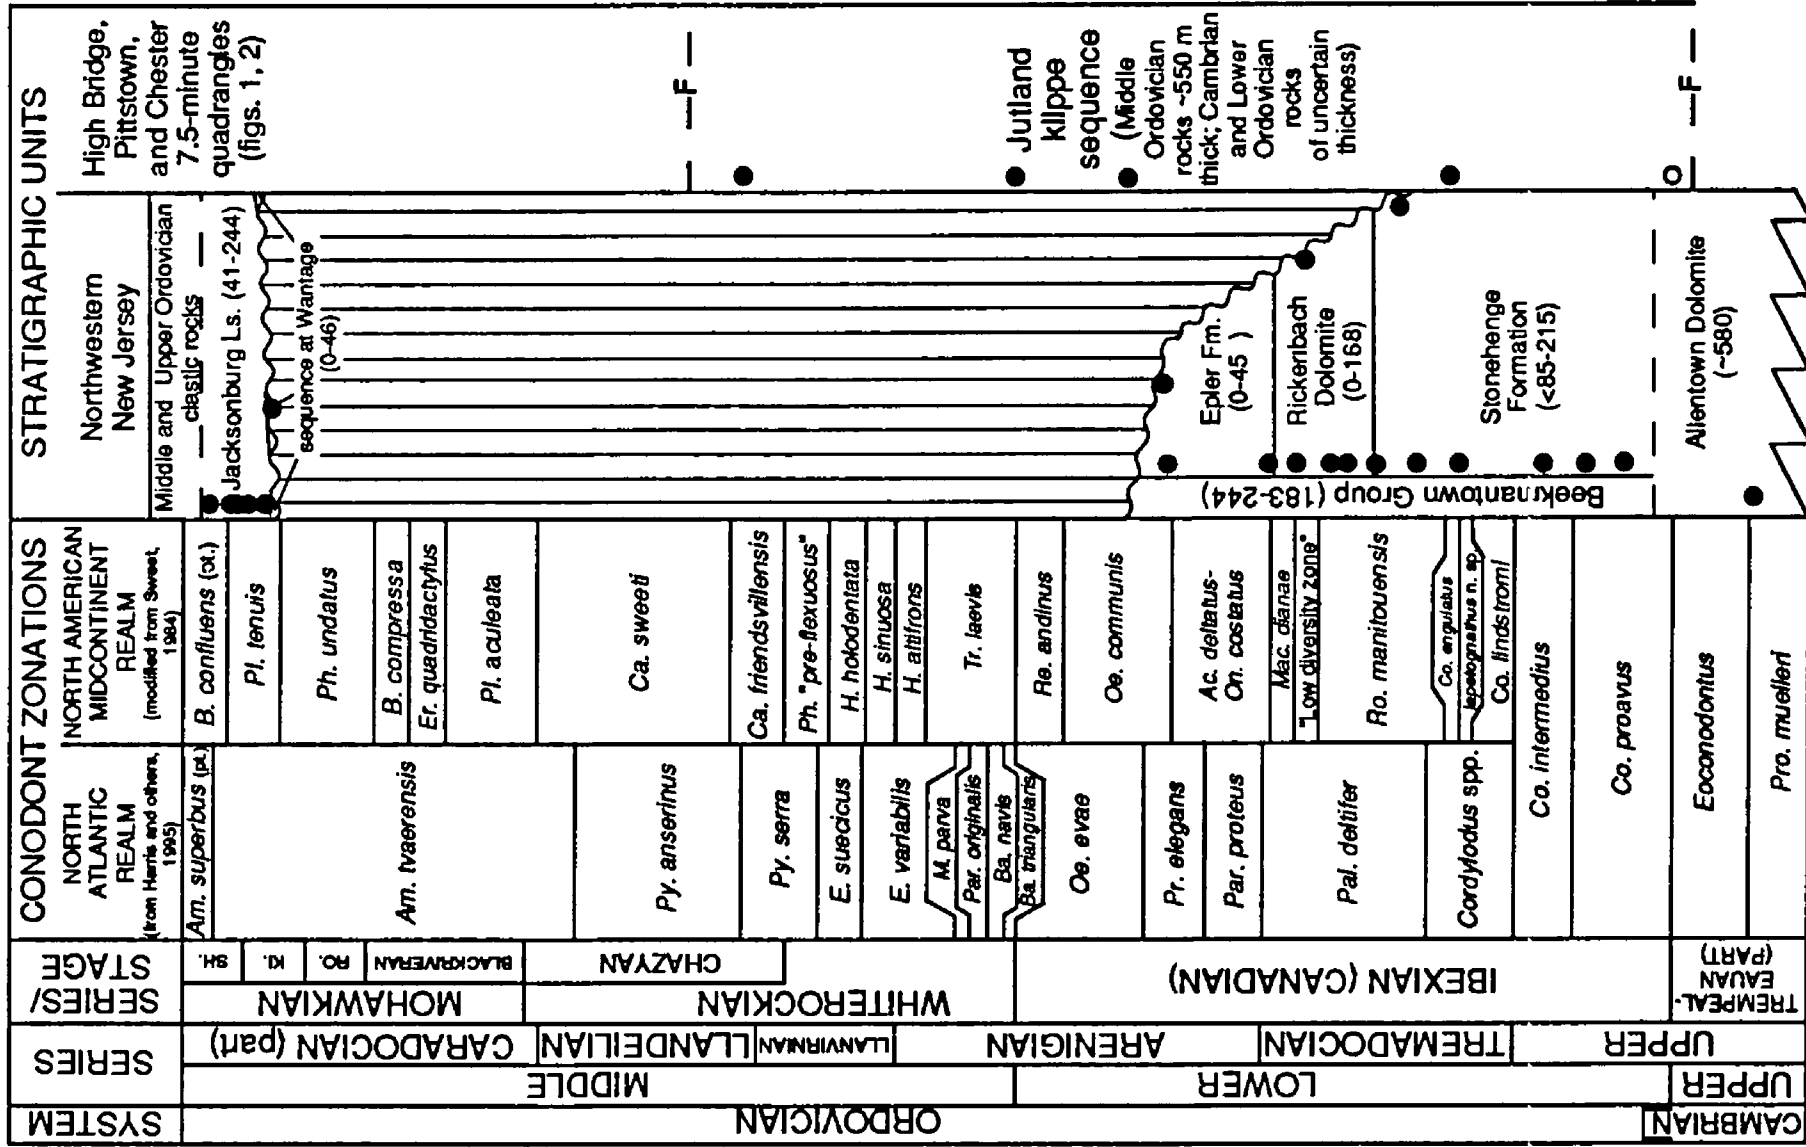 STRATIGRAPHIC UNITS
Northwestern
New Jersey
High Bridge,
Pittstown,
and Chester
7.5-minute
quadrangles
(figs. 1, 2)
Middle and Upper Ordovician
clastic rocks
Jacksonburg Ls. (41-244)
sequence at Wantage
(0-46)
Epler Fm.
(0-45 )
Rickenbach
Dolomite
(0-168)
Stonehenge
Formation
(<85-215)
Beekmantown Group (183-244)
Allentown Dolomite
(~580)
F
Jutland
klippe
sequence
(Middle
Ordovician
rocks ~550 m
thick; Cambrian
and Lower
Ordovician
rocks
of uncertain
thickness)
F
CONODONT ZONATIONS
NORTH AMERICAN
MIDCONTINENT
REALM
(modified from Sweet,
1984)
B. confluens (pt.)
Pl. tenuis
Ph. undatus
B. compressa
Er. quadridactylus
Pl. aculeata
Ca. sweeti
Ca. friendsvillensis
Ph. "pre-flexuosus"
H. holodentata
H. sinuosa
H. altifrons
Tr. laevis
Re. andinus
Oe. communis
Ac. deltatus-
On. costatus
Mac. dianae
"Low diversity zone"
Ro. manitouensis
Co. angulatus
Iapetognathus n. sp.
Co. lindstromi
Co. intermedius
Co. proavus
Eoconodontus
Pro. muelleri
NORTH
ATLANTIC
REALM
(from Harris and others,
1995)
Am. superbus (pt.)
Am. tvaerensis
Py. anserinus
Py. serra
E. suecicus
E. variabilis
M. parva
Par. originalis
Ba. navis
Ba. triangularis
Oe. evae
Pr. elegans
Par. proteus
Pal. deltifer
Cordylodus spp.
SERIES/
STAGE
SH.
KI.
RO.
BLACKRIVERAN
CHAZYAN
MOHAWKIAN
WHITEROCKIAN
IBEXIAN (CANADIAN)
TREMPEAL-
EAUAN
(PART)
SERIES
CARADOCIAN (part)
LLANDEILIAN
LLANVIRNIAN
ARENIGIAN
TREMADOCIAN
UPPER
MIDDLE
LOWER
UPPER
SYSTEM
ORDOVICIAN
CAMBRIAN